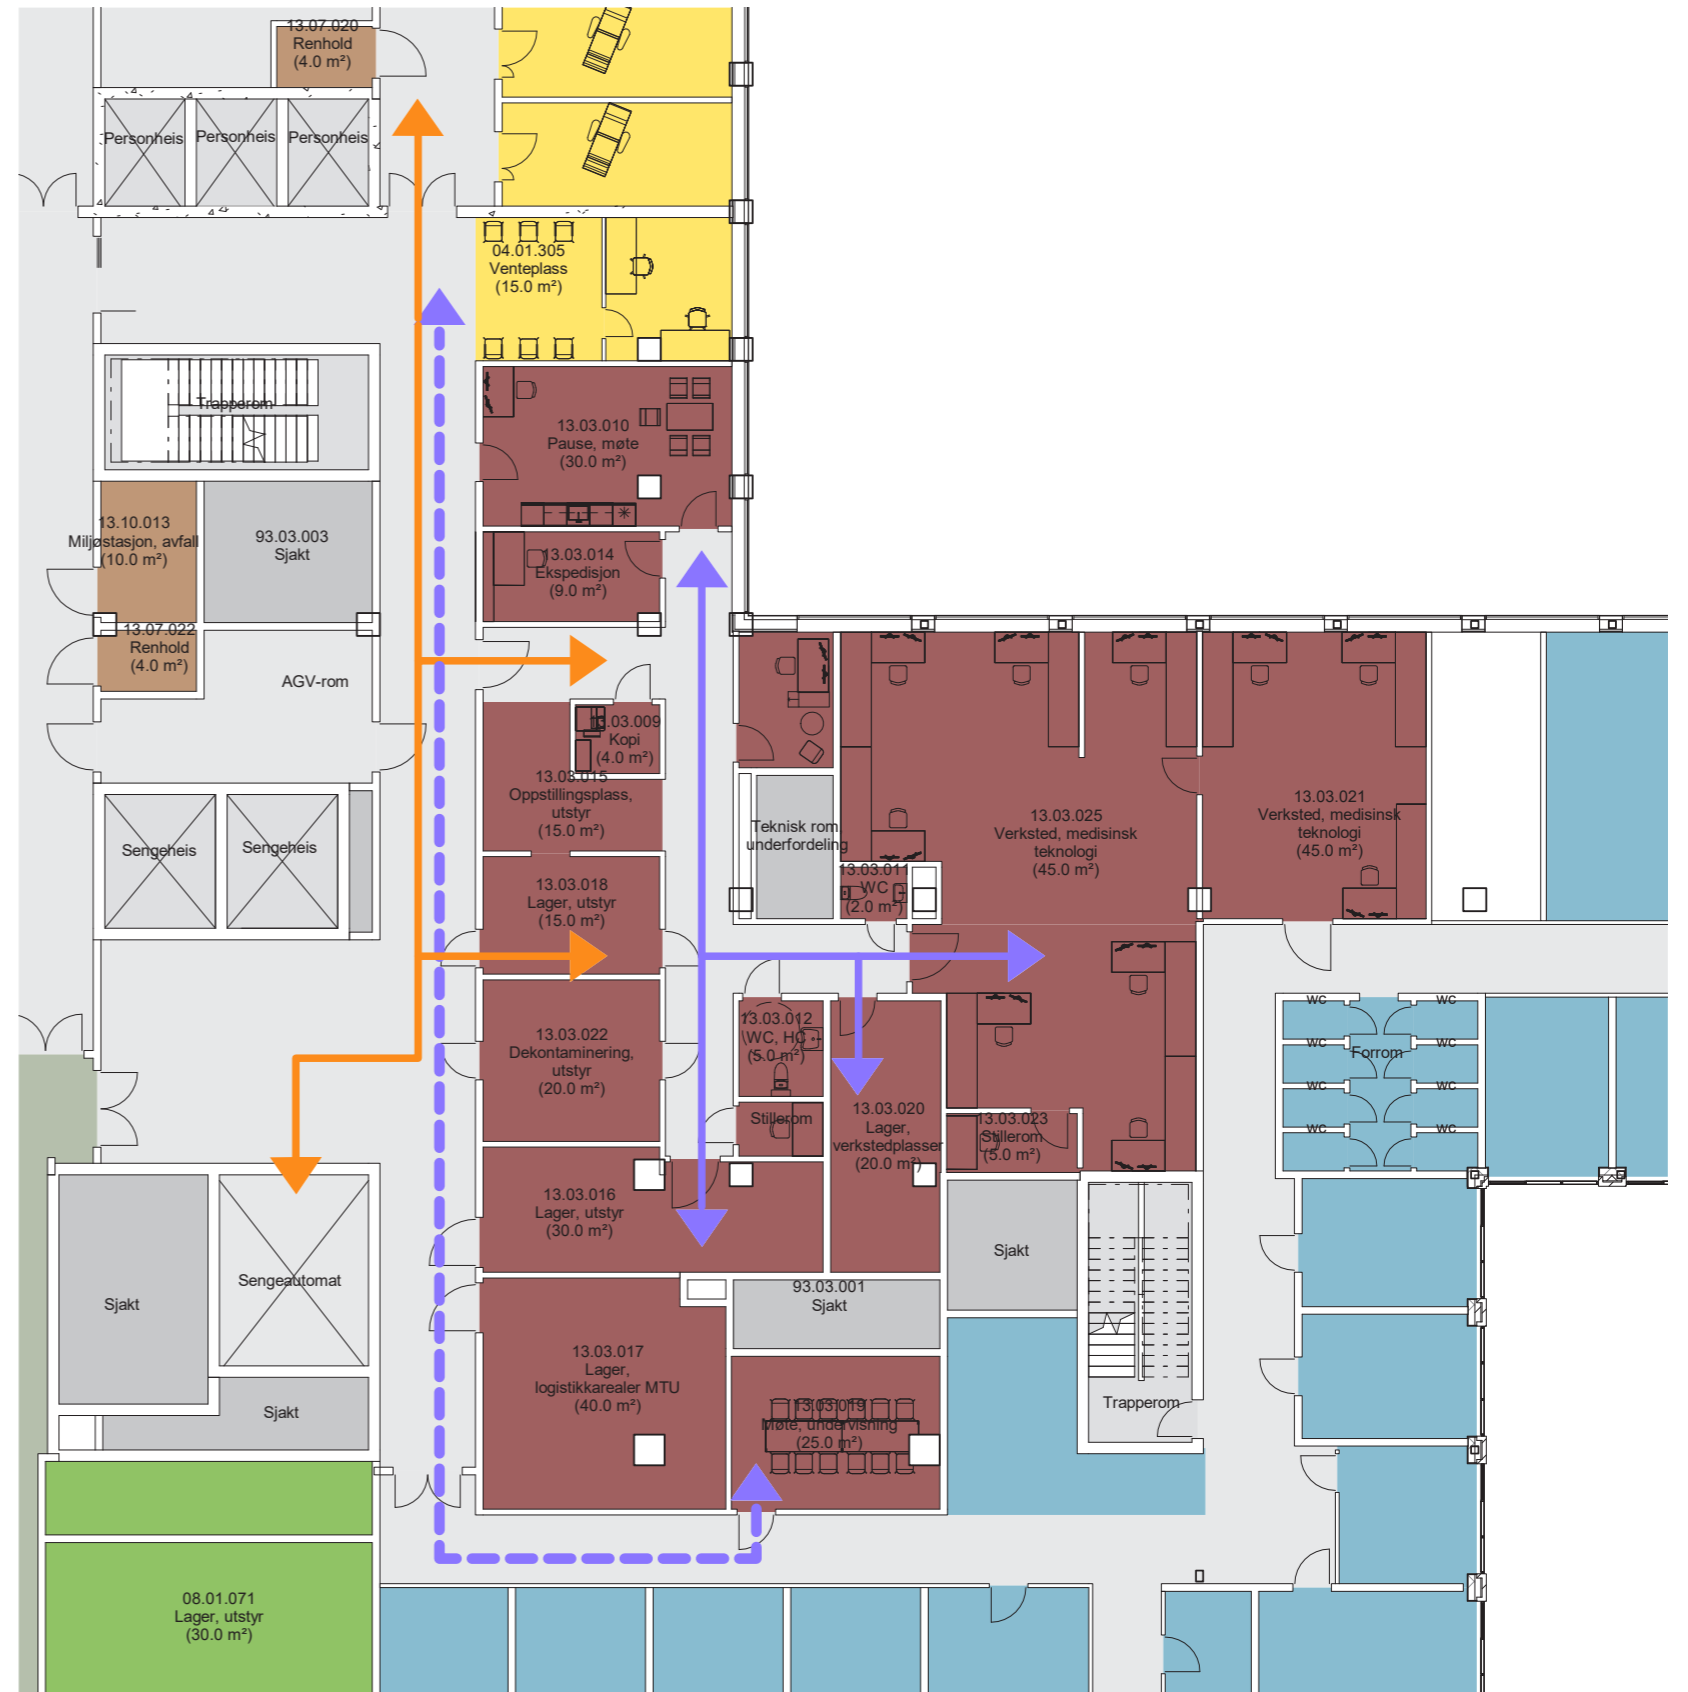 13.07.020
Renhold
(4.0 m²)
Personheis
Personheis
Personheis
04.01.305
Venteplass
(15.0 m²)
Trapperom
13.03.010
Pause, møte
(30.0 m²)
13.10.013
Miljøstasjon, avfall
(10.0 m²)
93.03.003
Sjakt
13.03.014
Ekspedisjon
(9.0 m²)
13.07.022
Renhold
(4.0 m²)
AGV-rom
13.03.009
Kopi
(4.0 m²)
13.03.015
Oppstillingsplass,
utstyr
(15.0 m²)
Sengeheis
Sengeheis
Teknisk rom,
underfordeling
13.03.025
Verksted, medisinsk
teknologi
(45.0 m²)
13.03.021
Verksted, medisinsk
teknologi
(45.0 m²)
13.03.018
Lager, utstyr
(15.0 m²)
13.03.011
WC
(2.0 m²)
13.03.022
Dekontaminering,
utstyr
(20.0 m²)
13.03.012
WC, HC
(5.0 m²)
Stillerom
13.03.020
Lager,
verkstedplasser
(20.0 m²)
13.03.023
Stillerom
(5.0 m²)
WC
WC
WC
WC
Forrom
WC
WC
WC
WC
13.03.016
Lager, utstyr
(30.0 m²)
Sjakt
Sengeautomat
Sjakt
93.03.001
Sjakt
13.03.017
Lager,
logistikkarealer MTU
(40.0 m²)
13.03.019
Møte, undervisning
(25.0 m²)
Trapperom
Sjakt
08.01.071
Lager, utstyr
(30.0 m²)